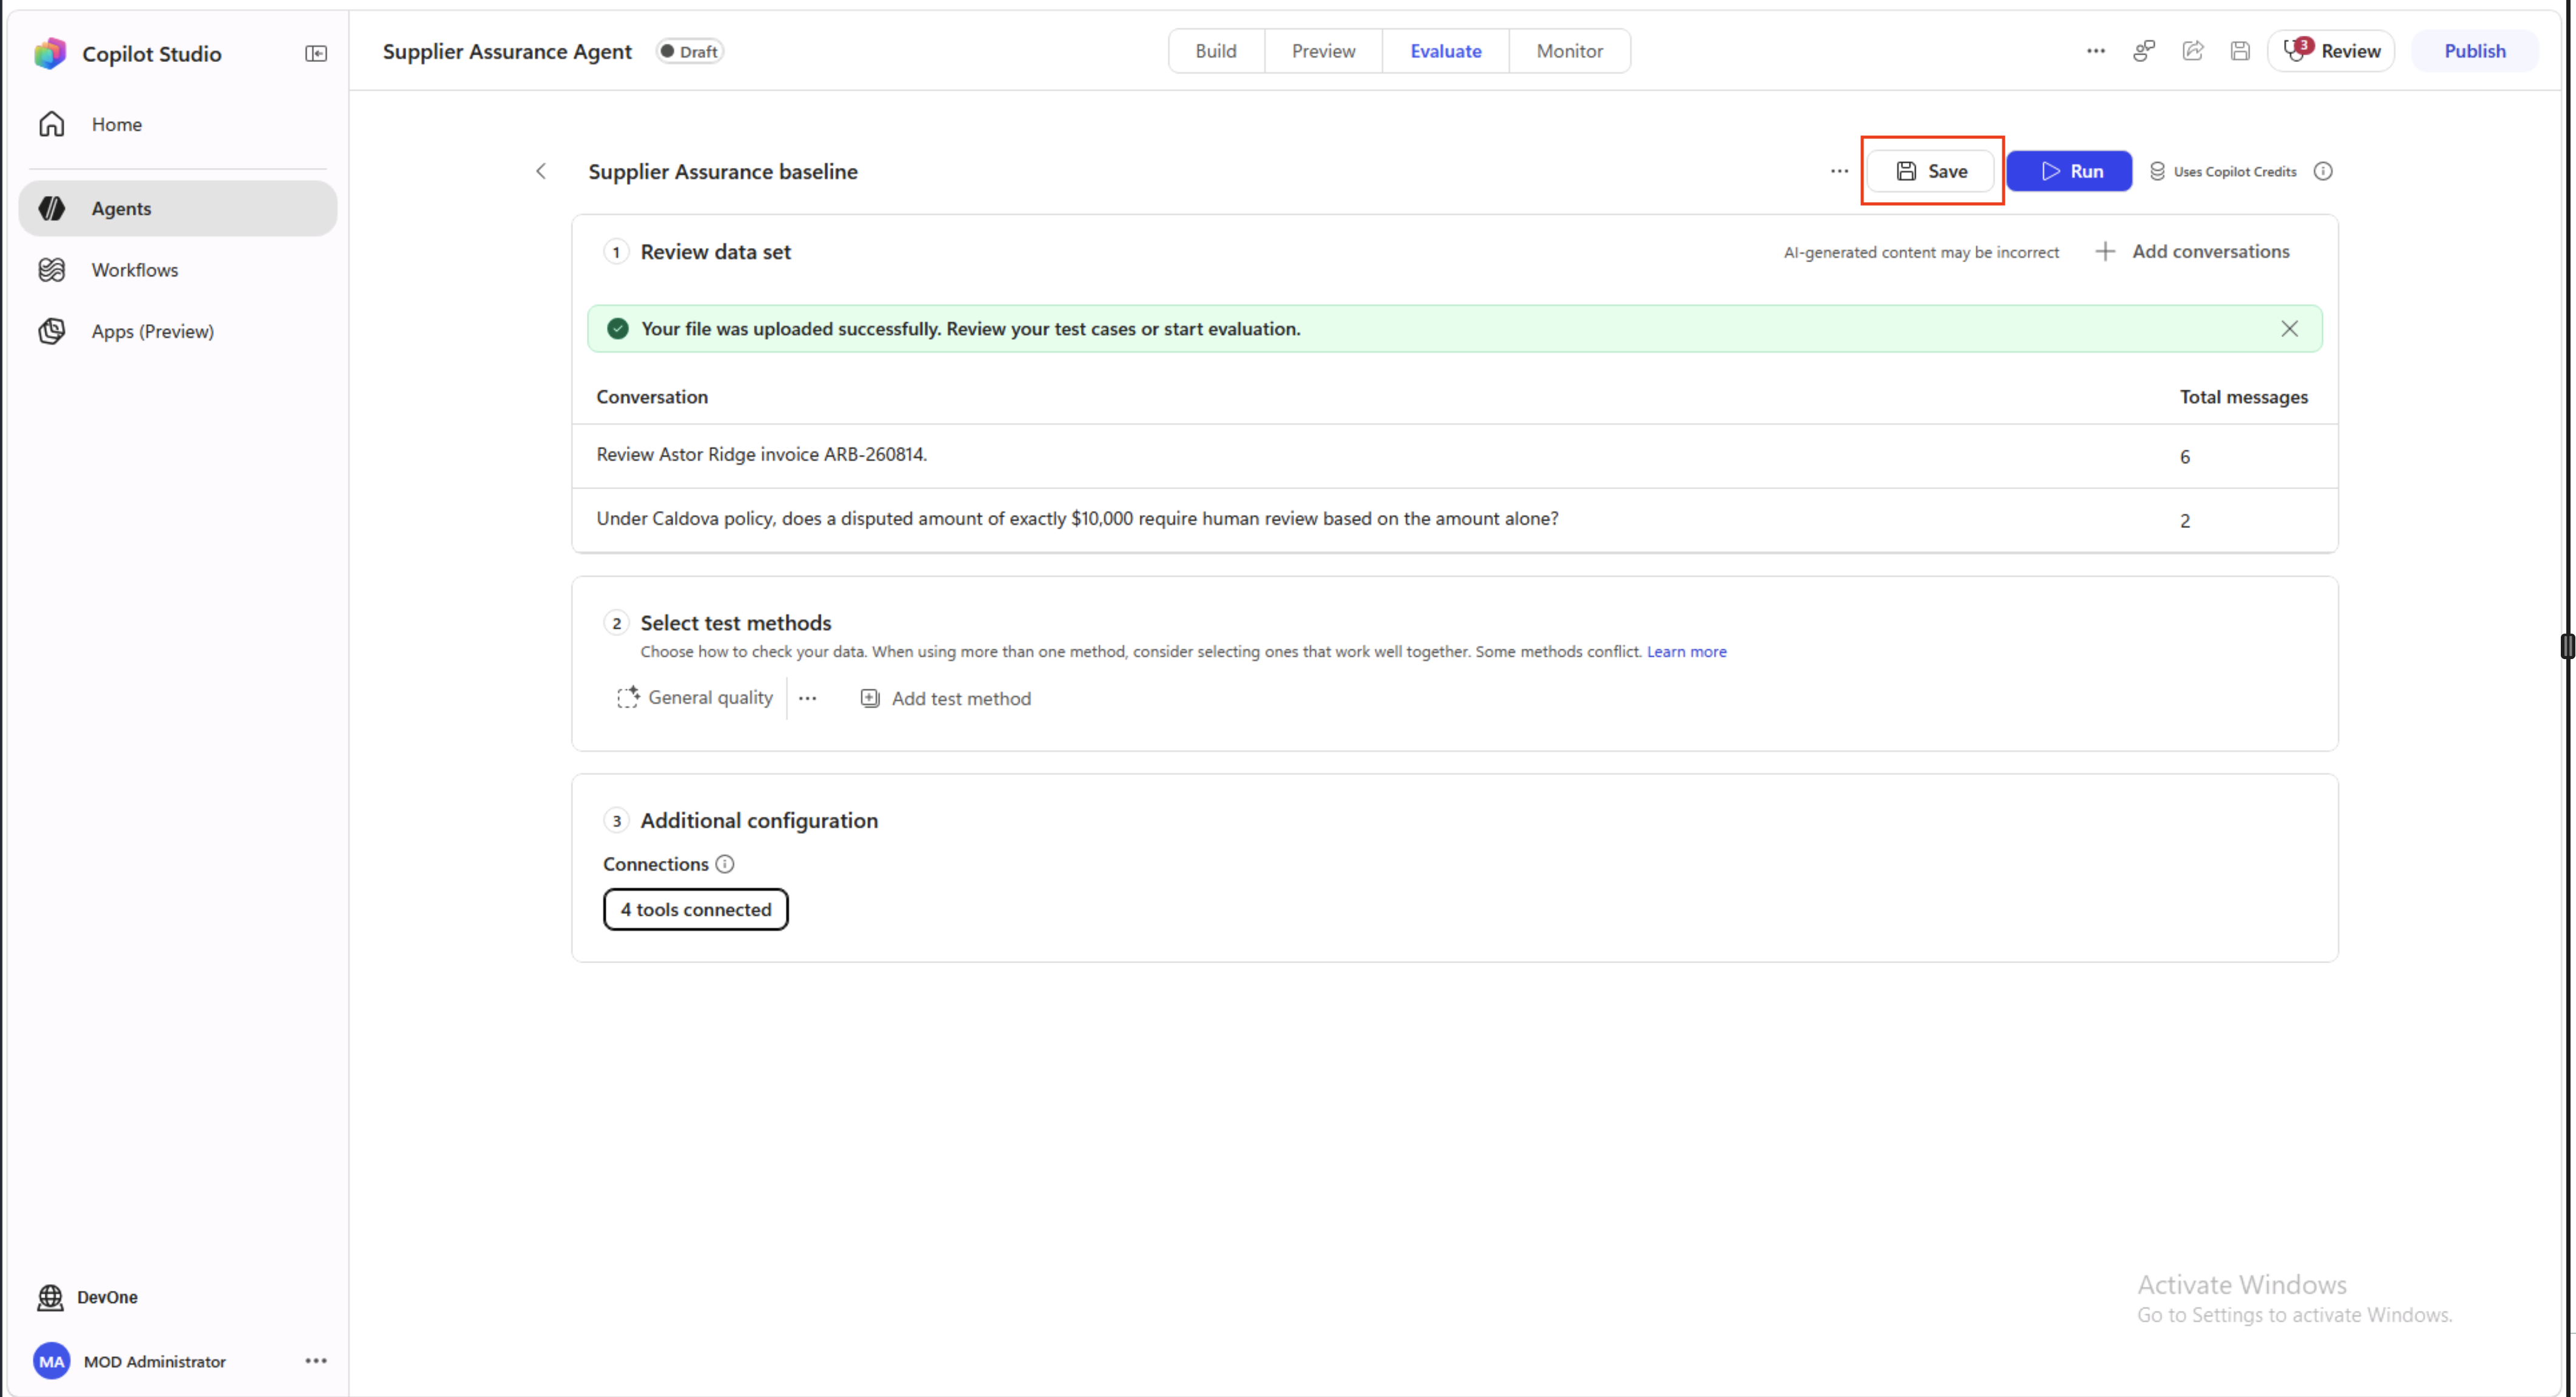 Copilot Studio
Home
Agents
Workflows
Apps (Preview)
DevOne
MA
MOD Administrator
Supplier Assurance Agent
Draft
Build
Preview
Evaluate
Monitor
3
Review
Publish
Supplier Assurance baseline
Save
Run
Uses Copilot Credits
1
Review data set
AI-generated content may be incorrect
Add conversations
Your file was uploaded successfully. Review your test cases or start evaluation.
Conversation
Total messages
Review Astor Ridge invoice ARB-260814.
6
Under Caldova policy, does a disputed amount of exactly $10,000 require human review based on the amount alone?
2
2
Select test methods
Choose how to check your data. When using more than one method, consider selecting ones that work well together. Some methods conflict. Learn more
General quality
Add test method
3
Additional configuration
Connections
4 tools connected
Activate Windows
Go to Settings to activate Windows.